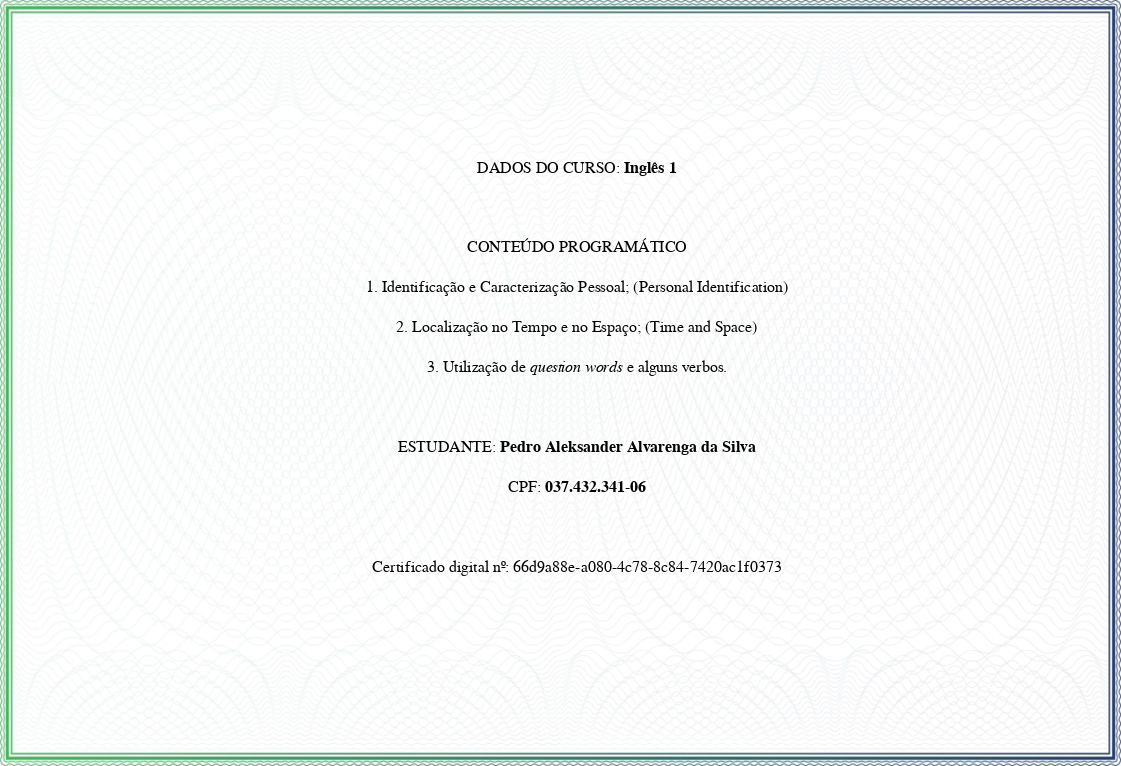 DADOS DO CURSO: Inglês 1
CONTEÚDO PROGRAMÁTICO
1. Identificação e Caracterização Pessoal; (Personal Identification)
2. Localização no Tempo e no Espaço; (Time and Space)
3. Utilização de question words e alguns verbos.
ESTUDANTE: Pedro Aleksander Alvarenga da Silva
CPF: 037.432.341-06
Certificado digital nº: 66d9a88e-a080-4c78-8c84-7420ac1f0373